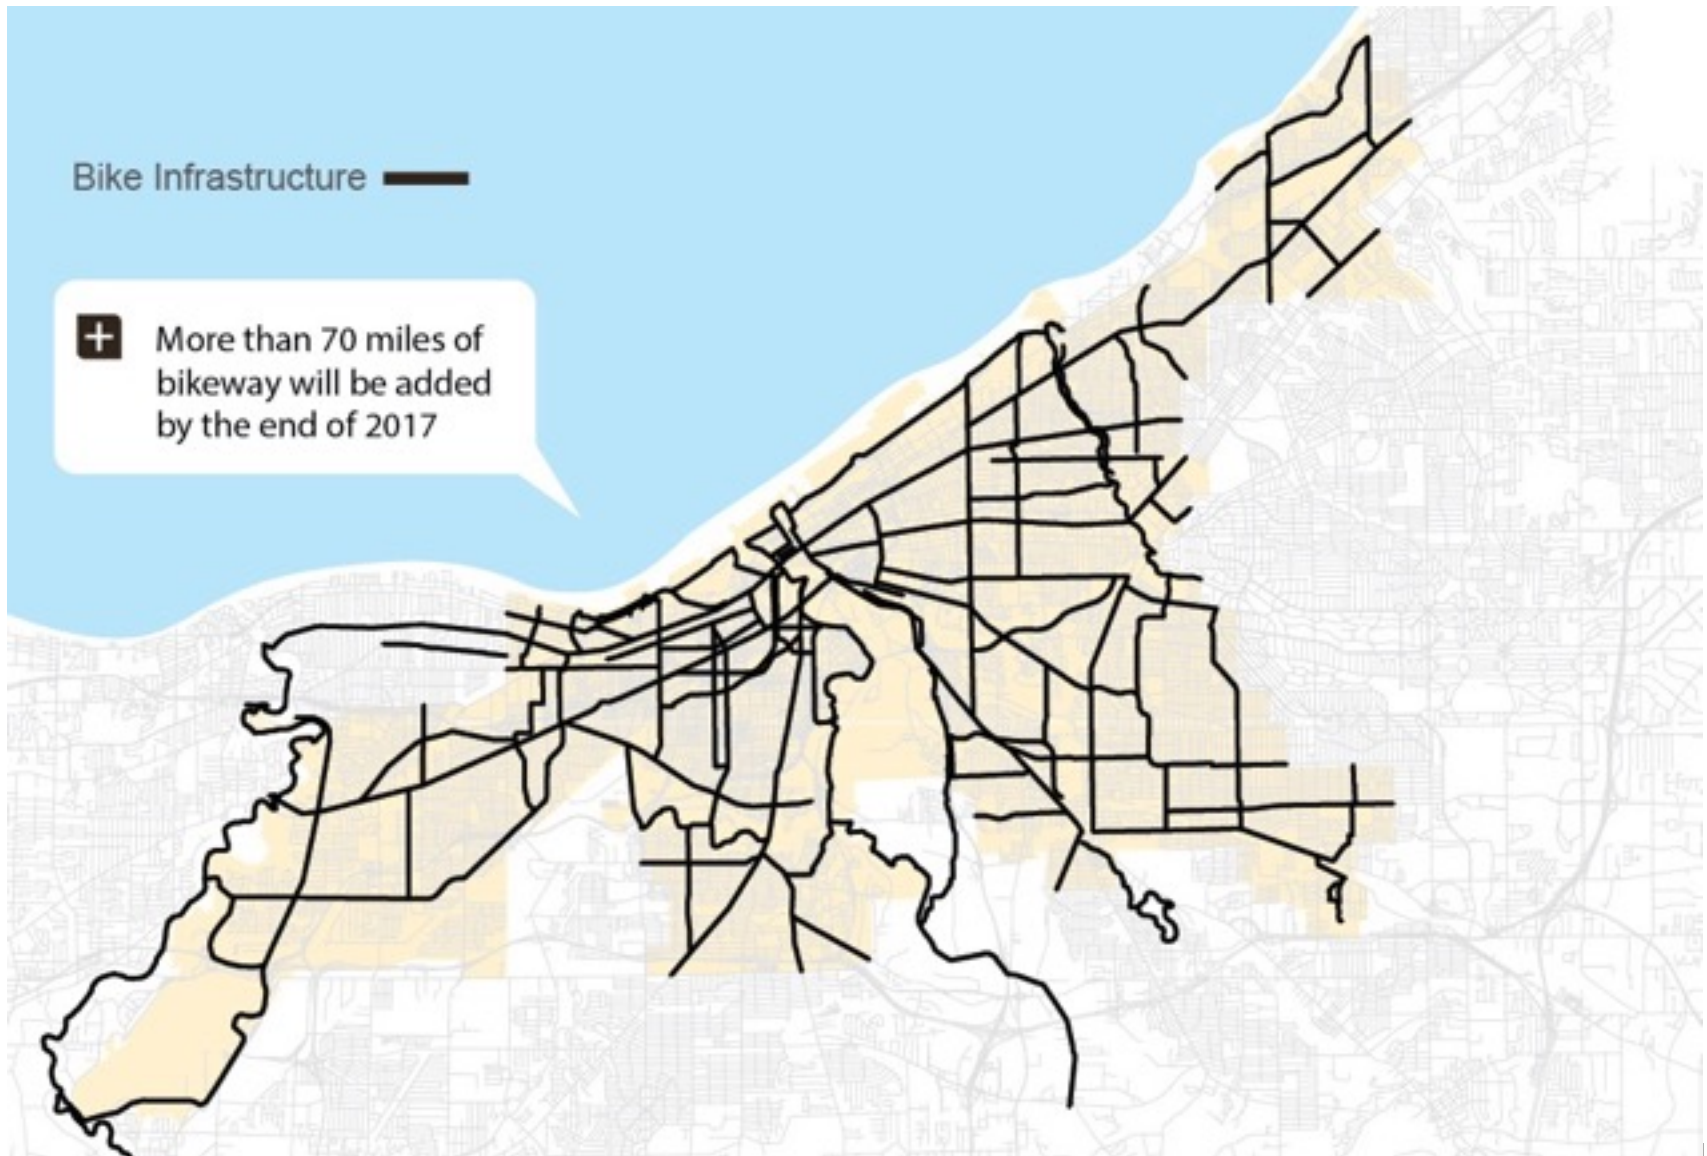 Bike Infrastructure
More than 70 miles of
bikeway will be added
by the end of 2017